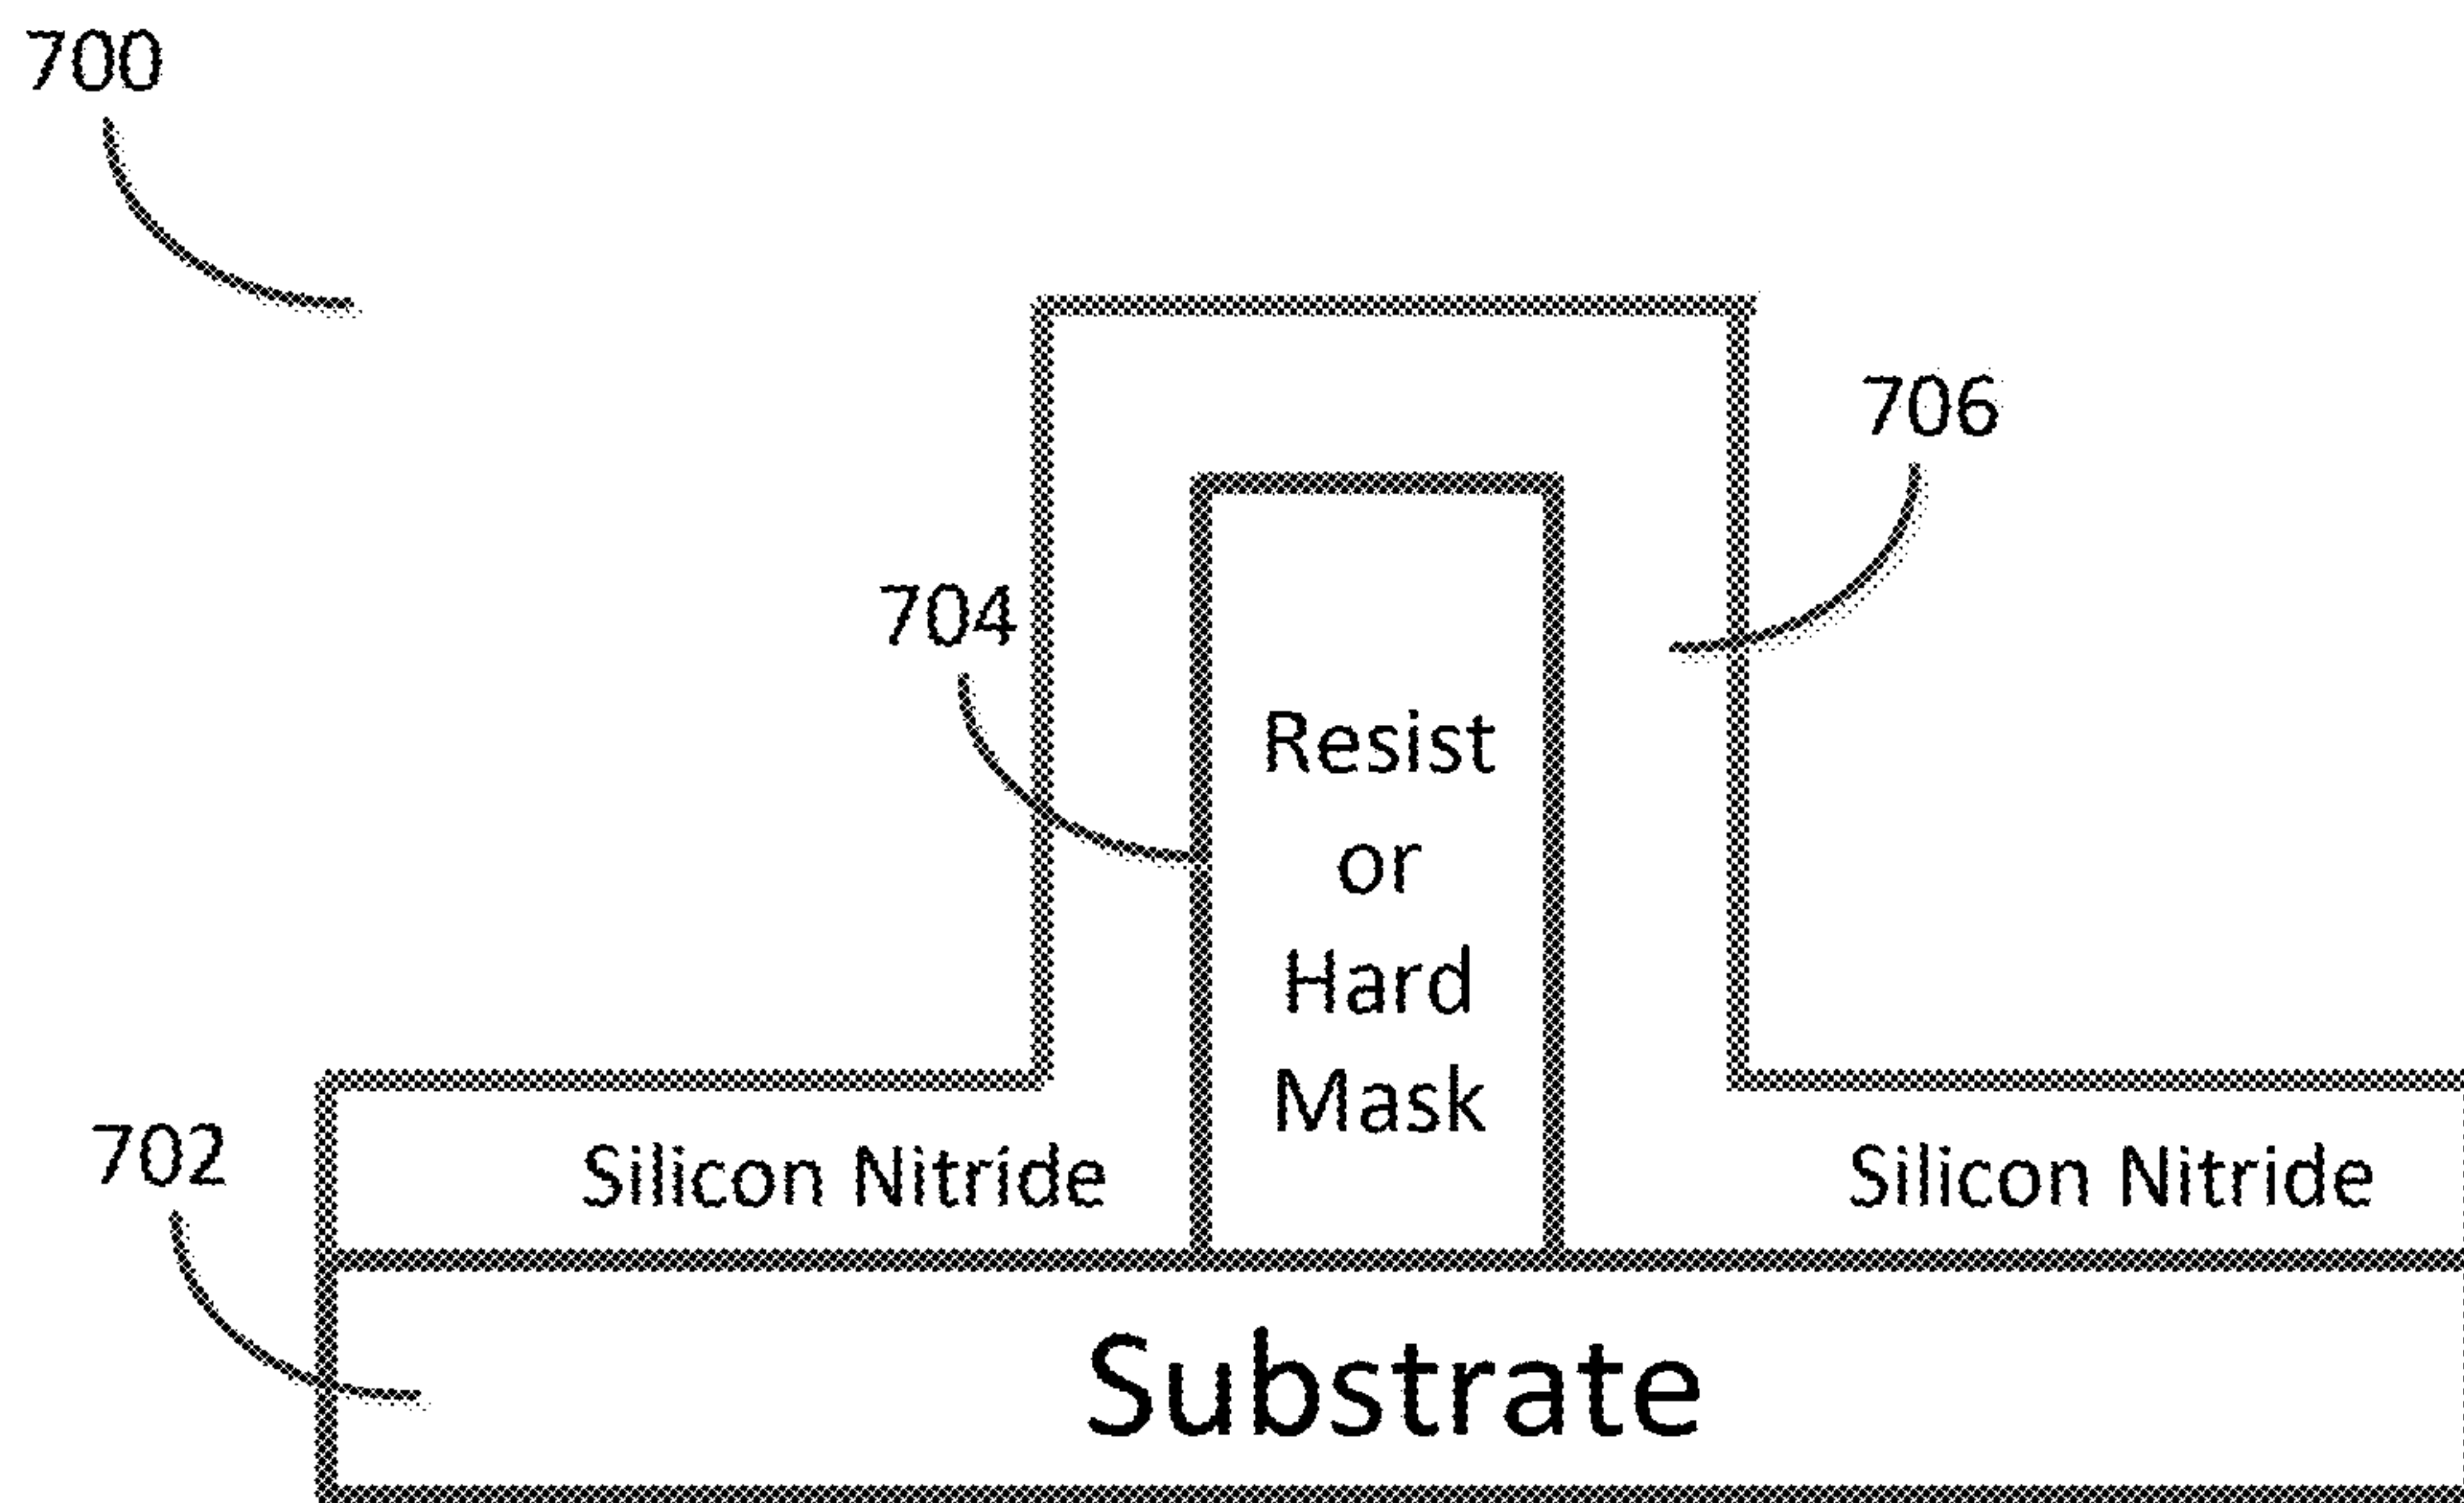 700
706
704
Resist
or
Hard
Mask
702
Silicon Nitride
Silicon Nitride
Substrate